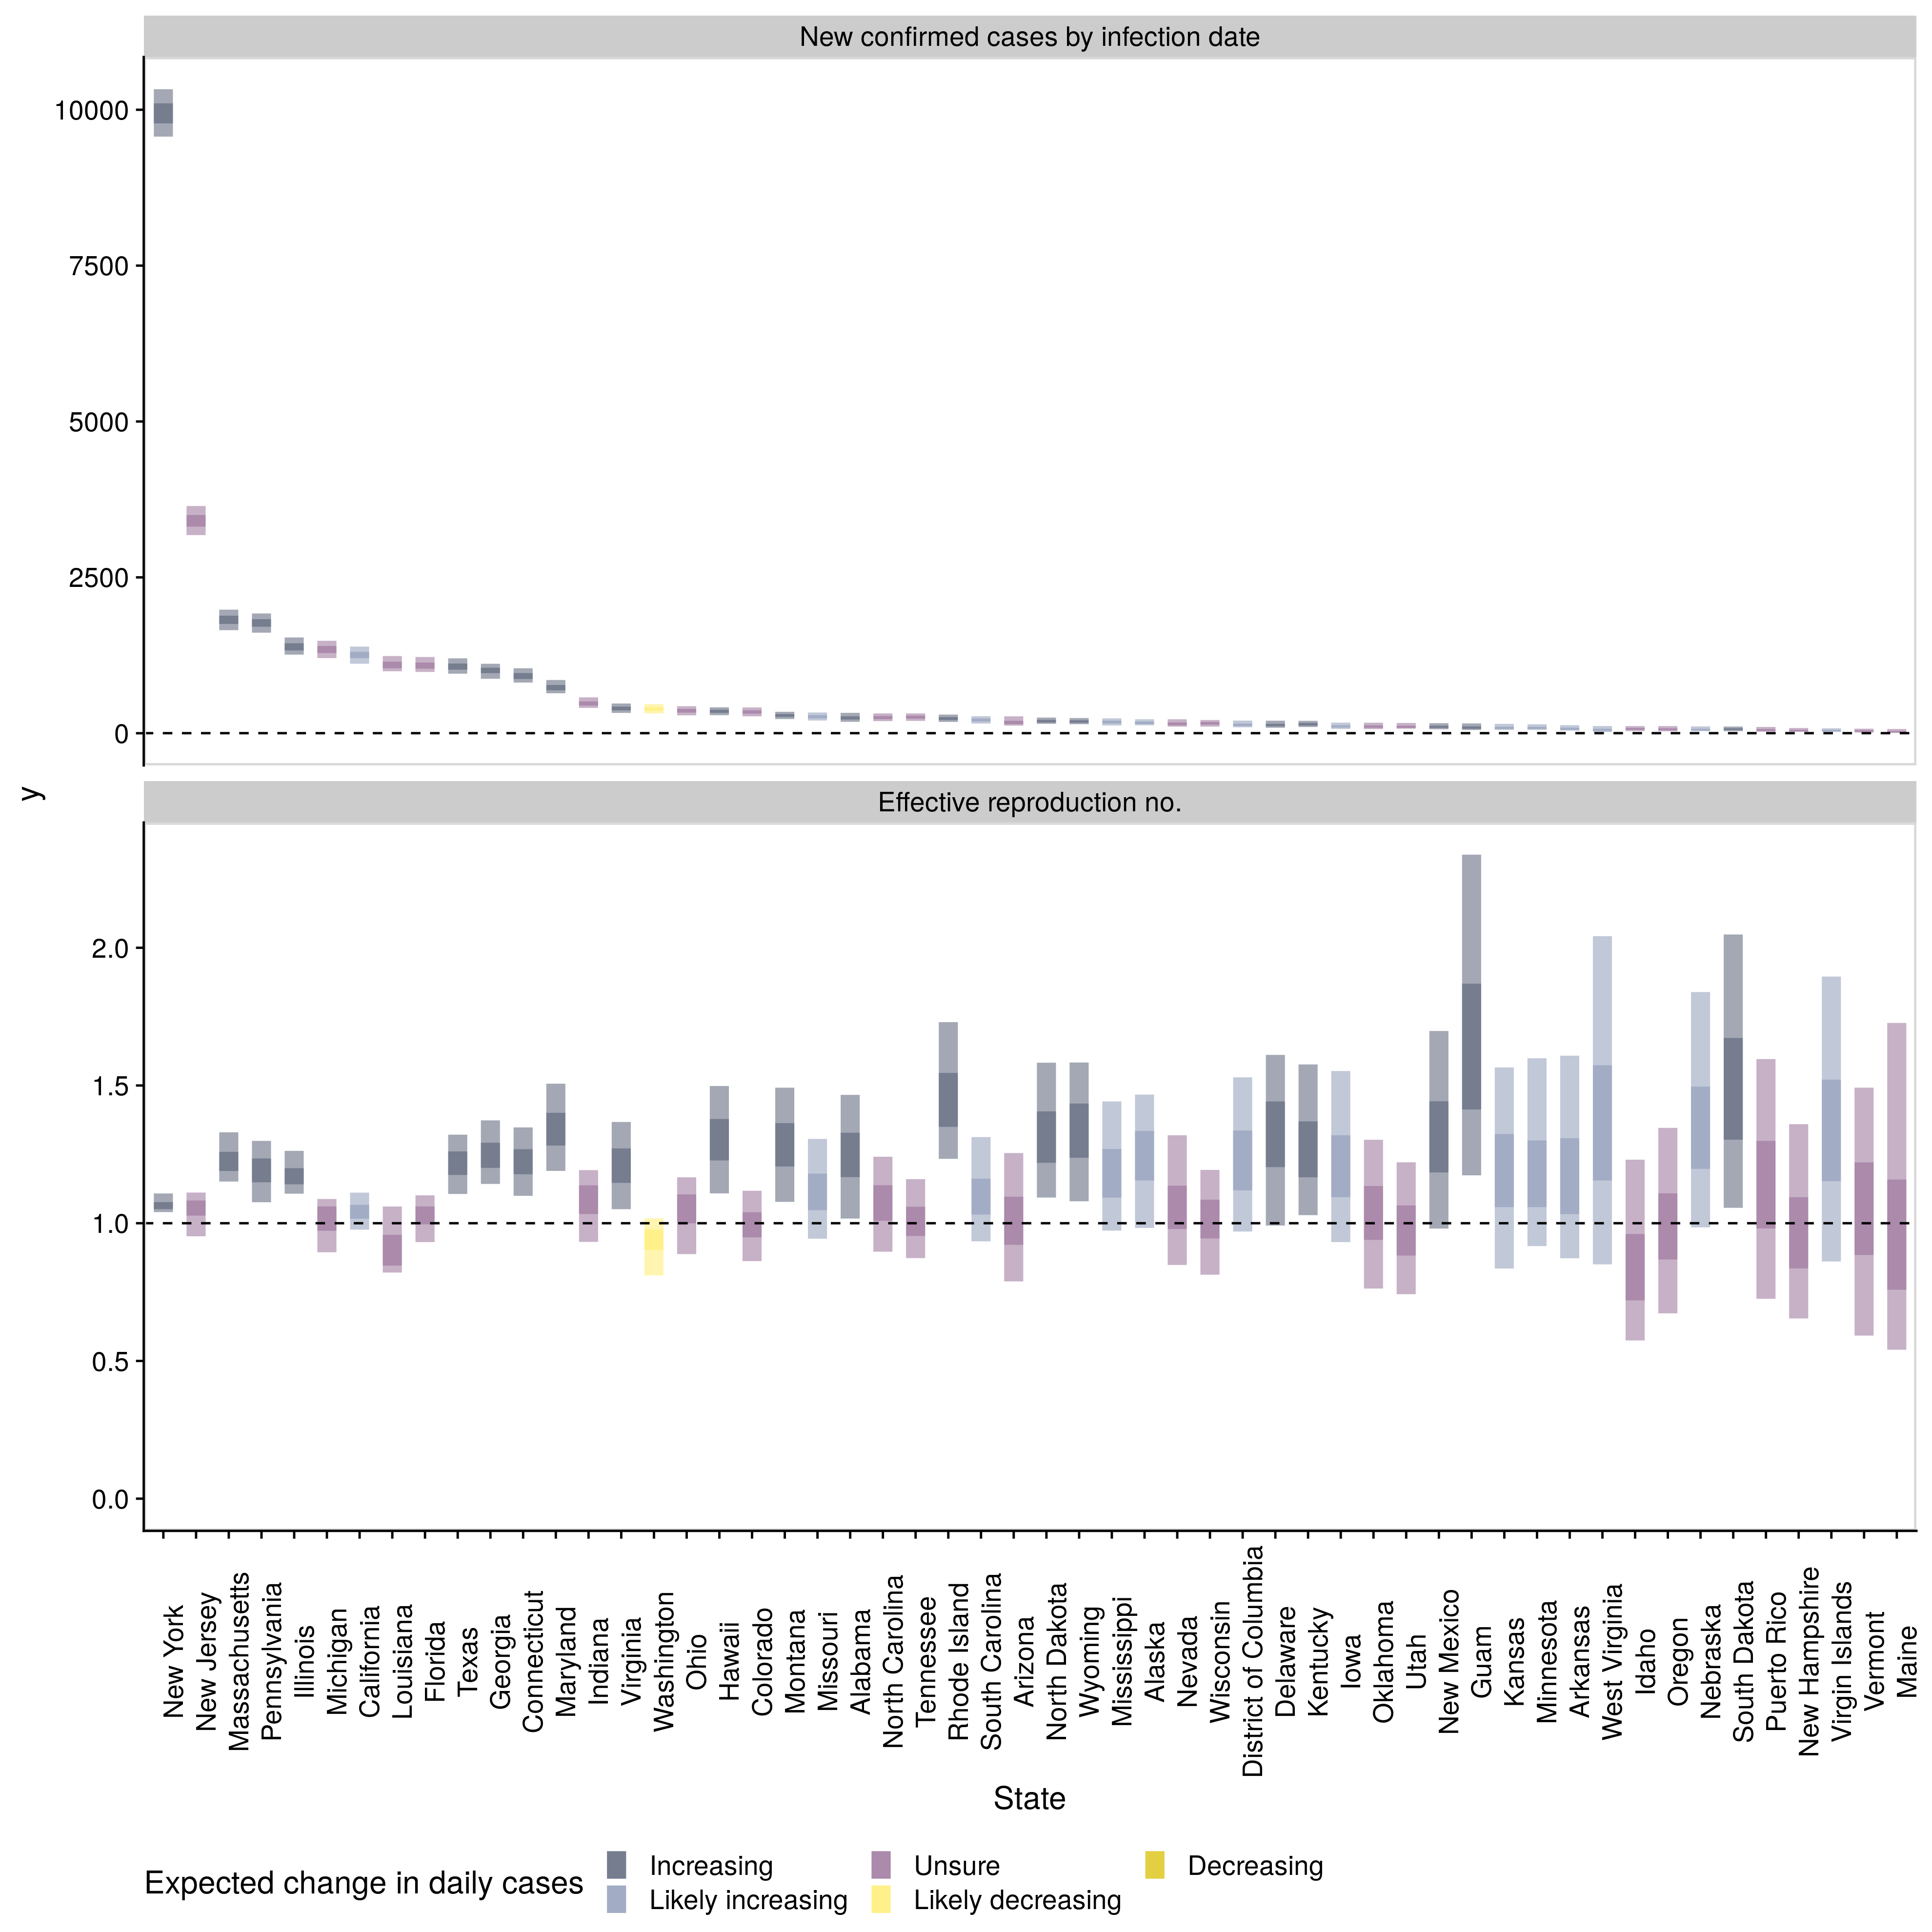 New confirmed cases by infection date
10000
7500
5000
2500
0
y
Effective reproduction no.
2.0
1.5
1.0
0.5
0.0
New York
New Jersey
Massachusetts
Pennsylvania
Illinois
Michigan
California
Louisiana
Florida
Texas
Georgia
Connecticut
Maryland
Indiana
Virginia
Washington
Ohio
Hawaii
Colorado
Montana
Missouri
Alabama
North Carolina
Tennessee
Rhode Island
South Carolina
Arizona
North Dakota
Wyoming
Mississippi
Alaska
Nevada
Wisconsin
District of Columbia
Delaware
Kentucky
Iowa
Oklahoma
Utah
New Mexico
Guam
Kansas
Minnesota
Arkansas
West Virginia
Idaho
Oregon
Nebraska
South Dakota
Puerto Rico
New Hampshire
Virgin Islands
Vermont
Maine
State
Expected change in daily cases
Increasing
Likely increasing
Unsure
Likely decreasing
Decreasing